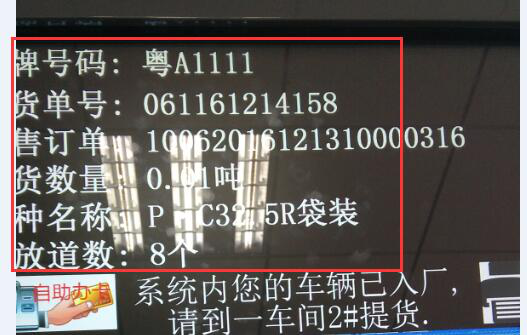 牌号码: 粤A1111
货单号: 061161214158
售订单: 10062016121310000316
货数量: 0.01吨
种名称: P·C32.5R袋装
放道数: 8个
自助办卡
系统内您的车辆已入厂,
请到一车间2#提货.